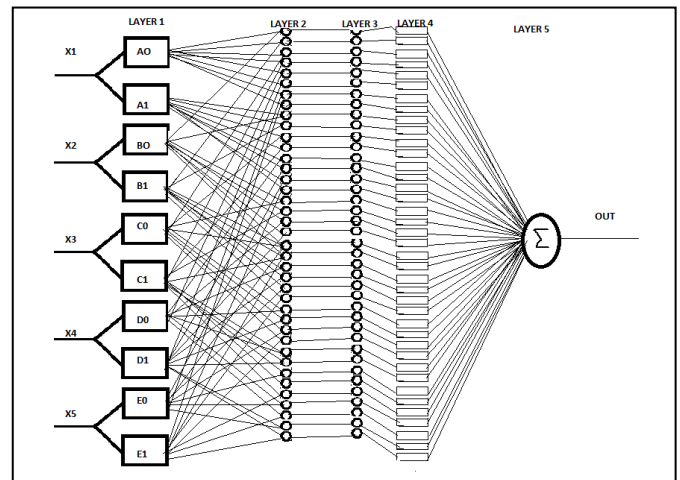 LAYER 1
LAYER 2
LAYER 3
LAYER 4
LAYER 5
X1
AO
A1
X2
BO
B1
X3
C0
C1
X4
D0
D1
X5
E0
E1
Σ
OUT